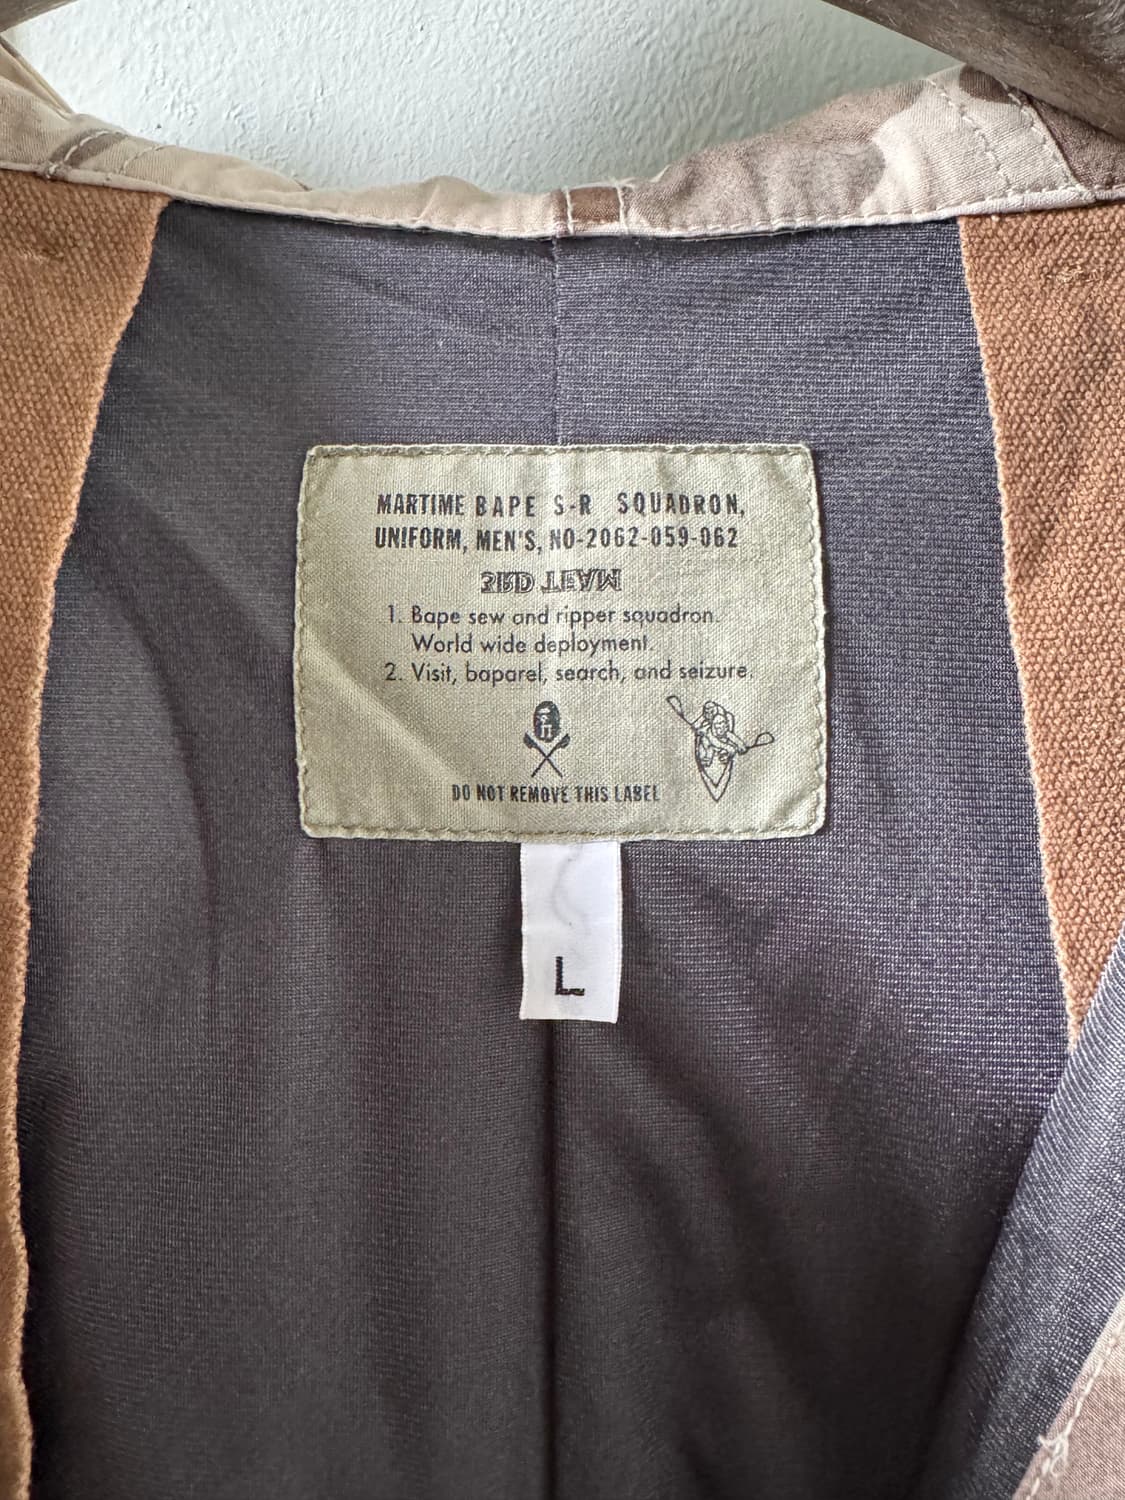 MARTIME BAPE S-R SQUADRON,
UNIFORM, MEN'S, NO-2062-059-062
1. Bape sew and ripper squadron.
World wide deployment.
2. Visit, baparel, search, and seizure.
DO NOT REMOVE THIS LABEL
L